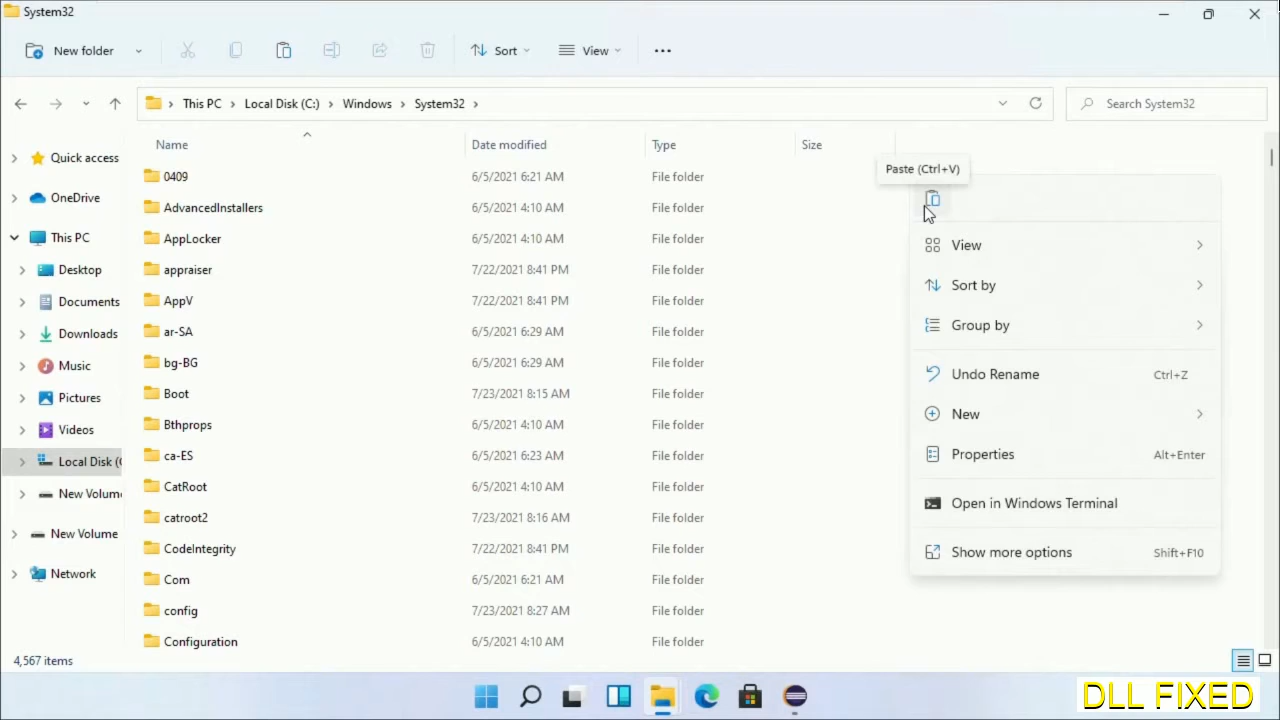 System32
New folder
Sort
View
This PC
Local Disk (C:)
Windows
System32
Search System32
Name
Date modified
Type
Size
Paste (Ctrl+V)
Quick access
OneDrive
This PC
Desktop
Documents
Downloads
Music
Pictures
Videos
Local Disk (
New Volum
New Volume
Network
0409 6/5/2021 6:21 AM File folder
AdvancedInstallers 6/5/2021 4:10 AM File folder
AppLocker 6/5/2021 4:10 AM File folder
appraiser 7/22/2021 8:41 PM File folder
AppV 7/22/2021 8:41 PM File folder
ar-SA 6/5/2021 6:29 AM File folder
bg-BG 6/5/2021 6:29 AM File folder
Boot 7/23/2021 8:15 AM File folder
Bthprops 6/5/2021 4:10 AM File folder
ca-ES 6/5/2021 6:23 AM File folder
CatRoot 6/5/2021 4:10 AM File folder
catroot2 7/23/2021 8:16 AM File folder
CodeIntegrity 7/22/2021 8:41 PM File folder
Com 6/5/2021 6:21 AM File folder
config 7/23/2021 8:27 AM File folder
Configuration 6/5/2021 4:10 AM File folder
View
Sort by
Group by
Undo Rename Ctrl+Z
New
Properties Alt+Enter
Open in Windows Terminal
Show more options Shift+F10
4,567 items
DLL FIXED